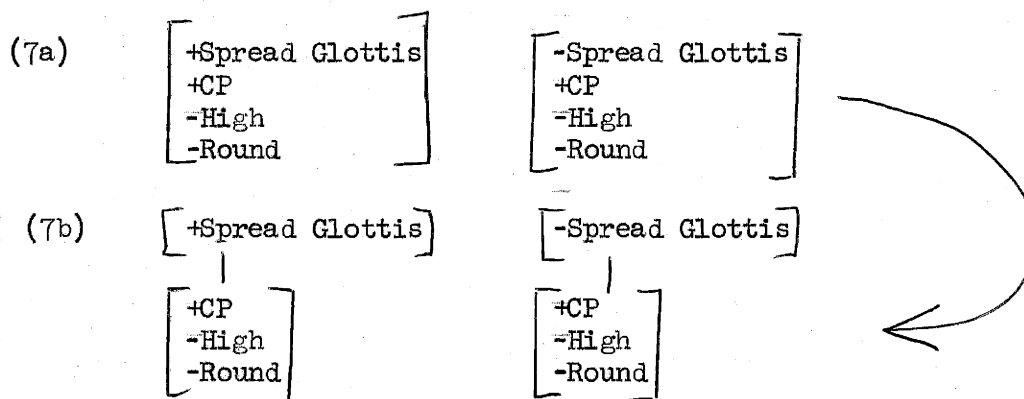 (7a) [+Spread Glottis] [-Spread Glottis]
+CP +CP
-High -High
-Round -Round
(7b) [+Spread Glottis] [-Spread Glottis]
[+CP [+CP
-High -High
-Round] -Round]